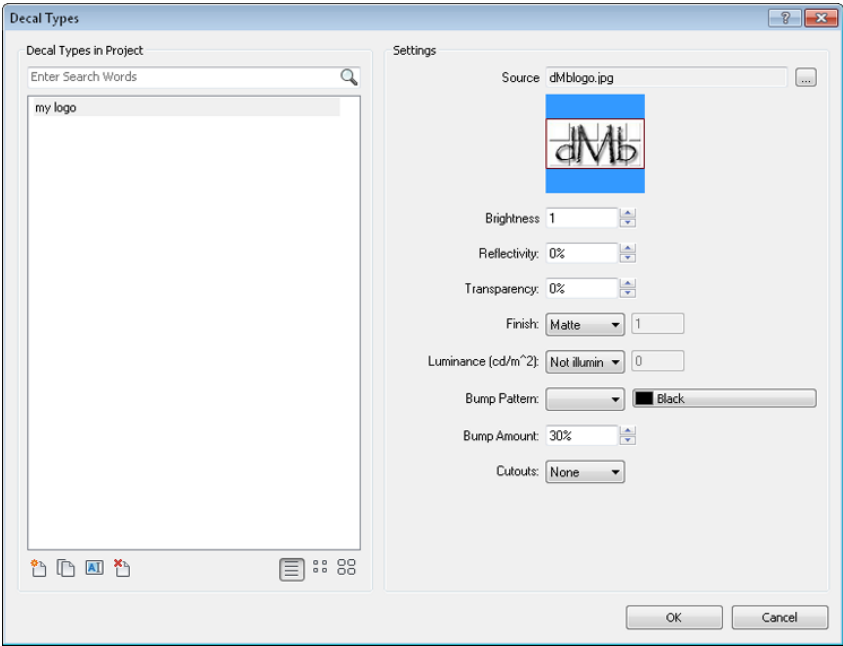 Decal Types
Decal Types in Project
Enter Search Words
my logo
Settings
Source dMblogo.jpg ...
dMb
Brightness 1
Reflectivity: 0%
Transparency: 0%
Finish: Matte 1
Luminance (cd/m^2): Not illumin 0
Bump Pattern: Black
Bump Amount: 30%
Cutouts: None
AI
OK Cancel